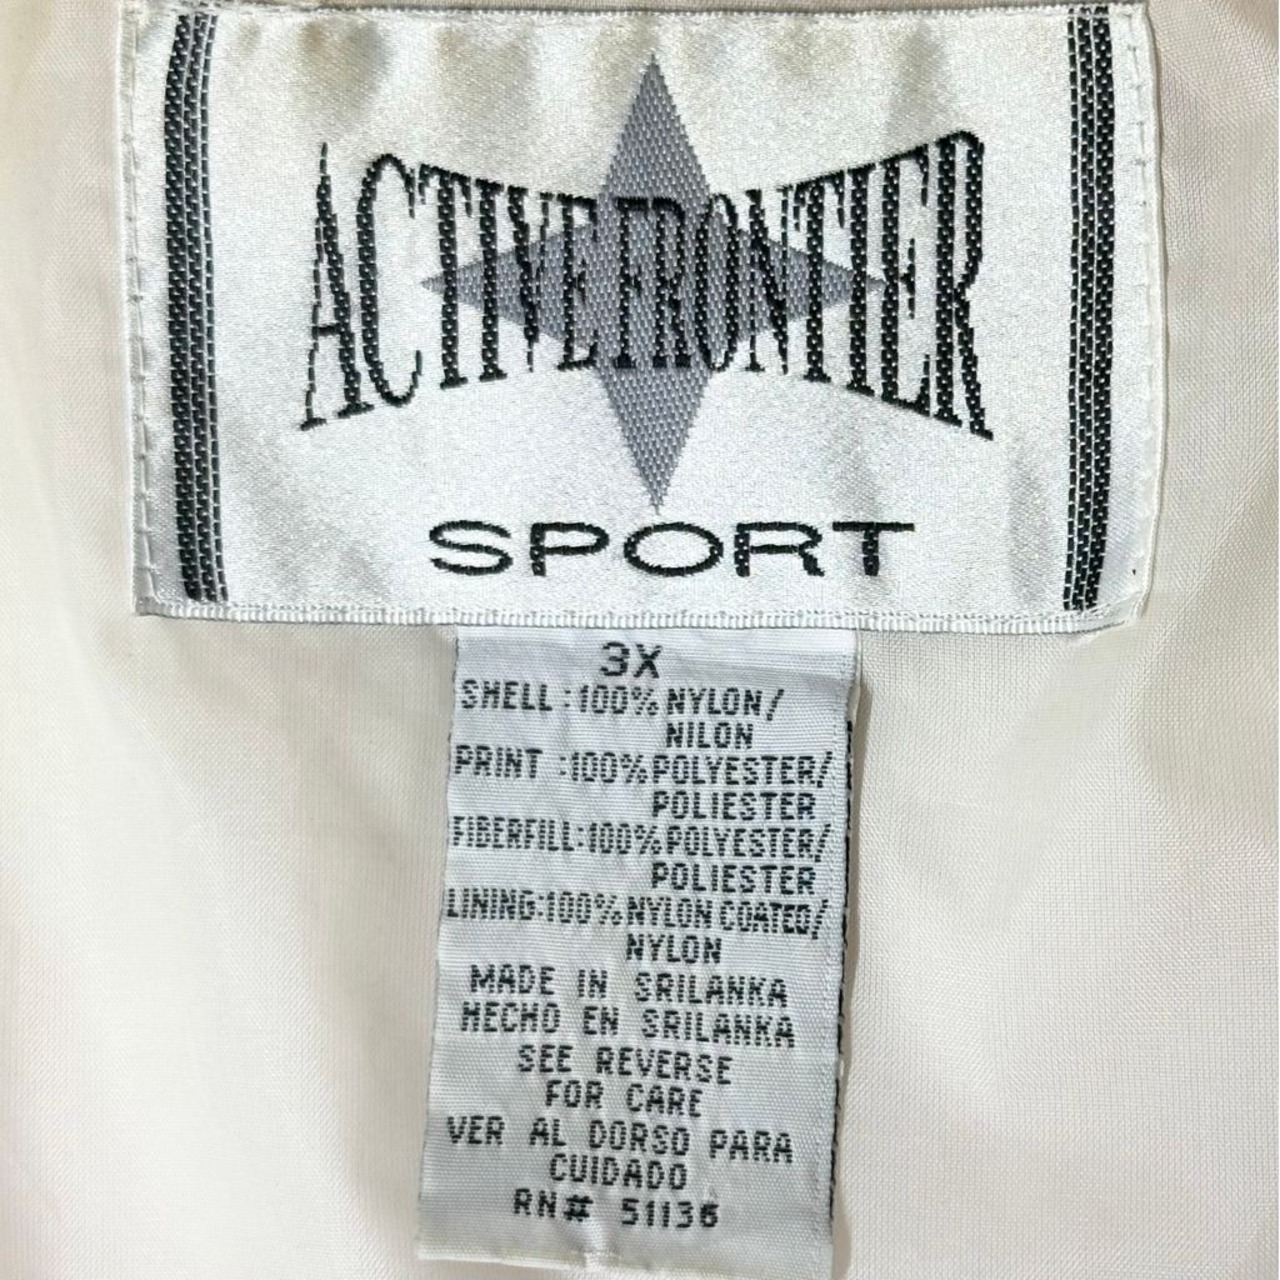 ACTIVE FRONTIER
SPORT
3X
SHELL :100% NYLON/
NILON
PRINT :100% POLYESTER/
POLIESTER
FIBERFILL:100% POLYESTER/
POLIESTER
LINING:100% NYLON COATED/
NYLON
MADE IN SRILANKA
HECHO EN SRILANKA
SEE REVERSE
FOR CARE
VER AL DORSO PARA
CUIDADO
RN# 51136